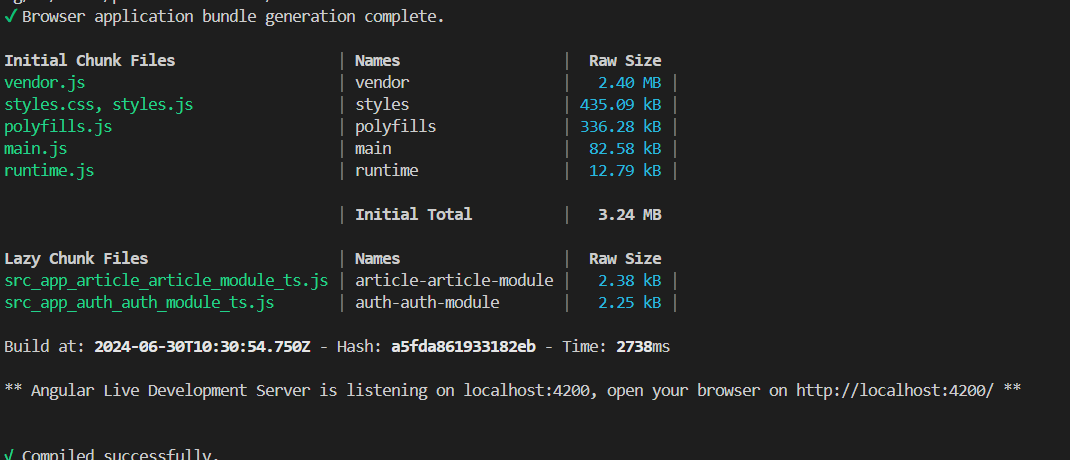 ✓ Browser application bundle generation complete.
Initial Chunk Files | Names | Raw Size
vendor.js | vendor | 2.40 MB |
styles.css, styles.js | styles | 435.09 kB |
polyfills.js | polyfills | 336.28 kB |
main.js | main | 82.58 kB |
runtime.js | runtime | 12.79 kB |
| Initial Total | 3.24 MB
Lazy Chunk Files | Names | Raw Size
src_app_article_article_module_ts.js | article-article-module | 2.38 kB |
src_app_auth_auth_module_ts.js | auth-auth-module | 2.25 kB |
Build at: 2024-06-30T10:30:54.750Z - Hash: a5fda861933182eb - Time: 2738ms
** Angular Live Development Server is listening on localhost:4200, open your browser on http://localhost:4200/ **
✓ Compiled successfully.